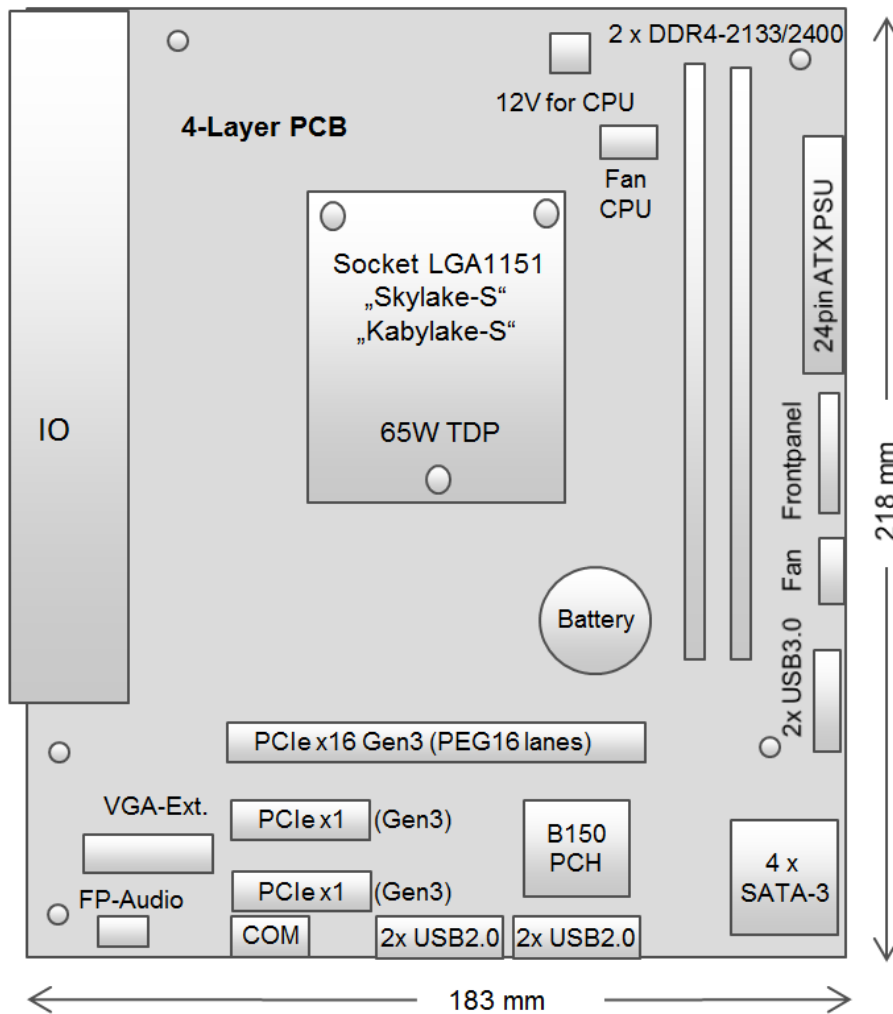 2 x DDR4-2133/2400
12V for CPU
4-Layer PCB
Fan
CPU
24pin ATX PSU
Socket LGA1151
„Skylake-S“
„Kabylake-S“
65W TDP
IO
Frontpanel
218 mm
Fan
Battery
2x USB3.0
PCIe x16 Gen3 (PEG16 lanes)
VGA-Ext.
PCIe x1 (Gen3)
B150
PCH
4 x
SATA-3
PCIe x1 (Gen3)
FP-Audio
COM
2x USB2.0
2x USB2.0
183 mm